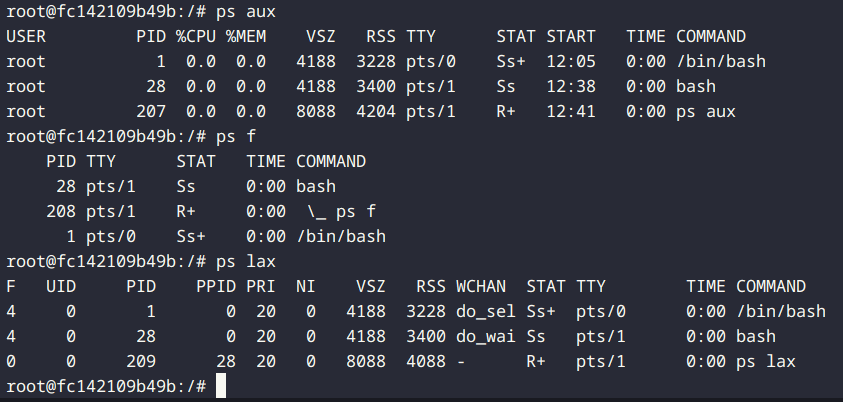 root@fc142109b49b:/# ps aux
USER         PID %CPU %MEM    VSZ   RSS TTY      STAT START   TIME COMMAND
root           1  0.0  0.0   4188  3228 pts/0    Ss+  12:05   0:00 /bin/bash
root          28  0.0  0.0   4188  3400 pts/1    Ss   12:38   0:00 bash
root         207  0.0  0.0   8088  4204 pts/1    R+   12:41   0:00 ps aux
root@fc142109b49b:/# ps f
    PID TTY      STAT   TIME COMMAND
     28 pts/1    Ss     0:00 bash
    208 pts/1    R+     0:00  \_ ps f
      1 pts/0    Ss+    0:00 /bin/bash
root@fc142109b49b:/# ps lax
F   UID     PID    PPID PRI  NI    VSZ   RSS WCHAN  STAT TTY        TIME COMMAND
4     0       1       0  20   0   4188  3228 do_sel Ss+  pts/0      0:00 /bin/bash
4     0      28       0  20   0   4188  3400 do_wai Ss   pts/1      0:00 bash
0     0     209      28  20   0   8088  4088 -      R+   pts/1      0:00 ps lax
root@fc142109b49b:/#